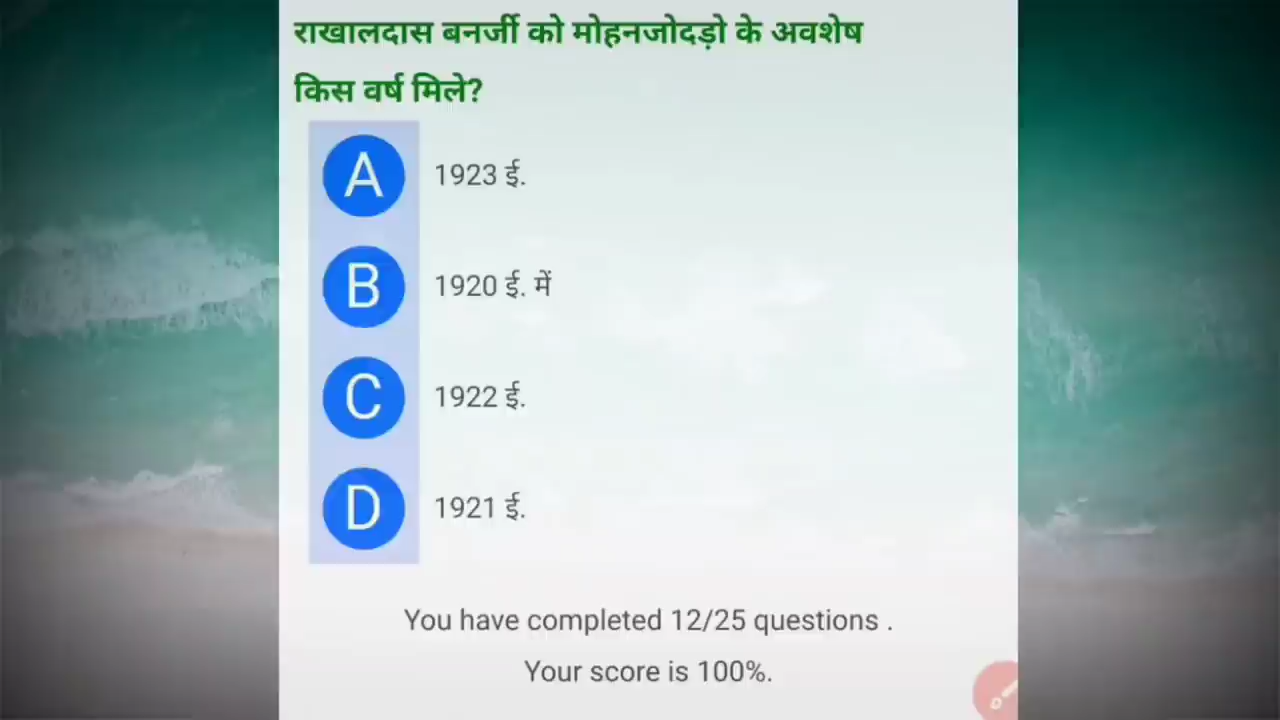 राखालदास बनर्जी को मोहनजोदड़ो के अवशेष
किस वर्ष मिले?
A 1923 ई.
B 1920 ई. में
C 1922 ई.
D 1921 ई.
You have completed 12/25 questions .
Your score is 100%.